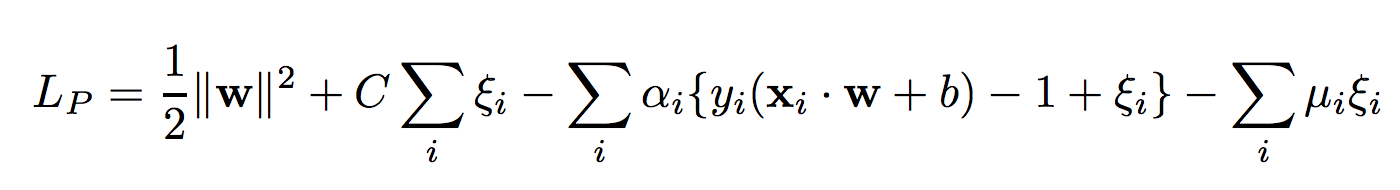 L_P = \frac{1}{2}\|\mathbf{w}\|^2 + C\sum_i \xi_i - \sum_i \alpha_i\{y_i(\mathbf{x}_i \cdot \mathbf{w} + b) - 1 + \xi_i\} - \sum_i \mu_i\xi_i